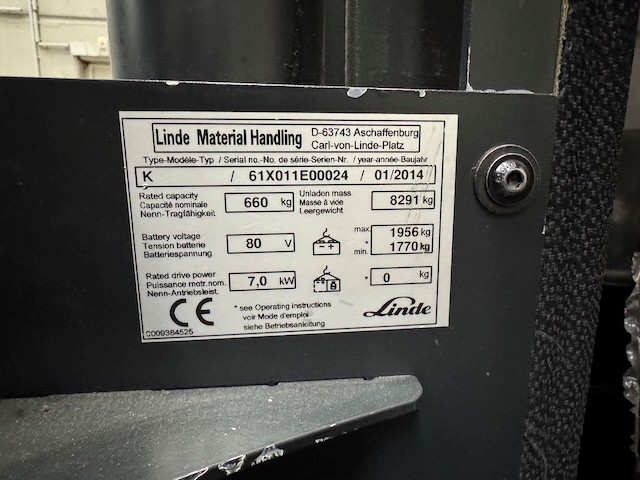 Linde Material Handling
D-63743 Aschaffenburg
Carl-von-Linde-Platz
Type-Modèle-Typ / Serial no.-No. de série-Serien-Nr. / year-année-Baujahr
K / 61X011E00024 / 01/2014
Rated capacity
Capacité nominale
Nenn-Tragfähigkeit
660 kg
Unladen mass
Masse à vide
Leergewicht
8291 kg
Battery voltage
Tension batterie
Batteriespannung
80 V
- +
max. 1956 kg
*
min. 1770 kg
Rated drive power
Puissance motr.nom.
Nenn-Antriebsleist.
7,0 kW
* 0 kg
CE
* see Operating instructions
voir Mode d'emploi
siehe Betriebsanleitung
Linde
0009384525